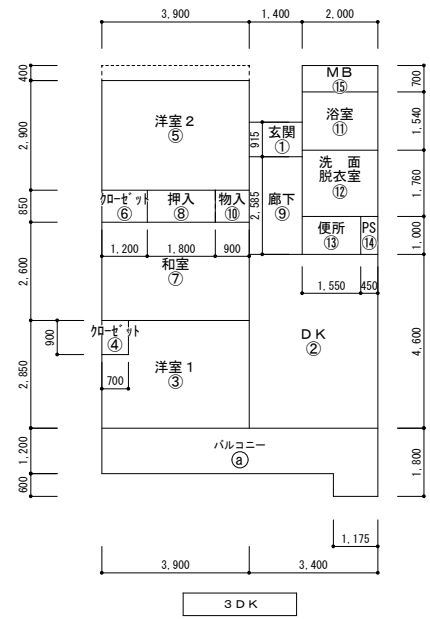 3,900
1,400
2,000
400
2,900
850
2,600
900
2,850
1,200
600
MB
⑮
700
洋室2
⑤
玄関
①
915
浴室
⑪
1,540
洗 面
脱衣室
⑫
1,760
クローゼット
⑥
押入
⑧
物入
⑩
2,585
廊下
⑨
便所
⑬
PS
⑭
1,000
1,200
1,800
900
和室
⑦
1,550
450
クローゼット
④
700
洋室1
③
DK
②
4,600
バルコニー
ⓐ
1,800
1,175
3,900
3,400
3DK